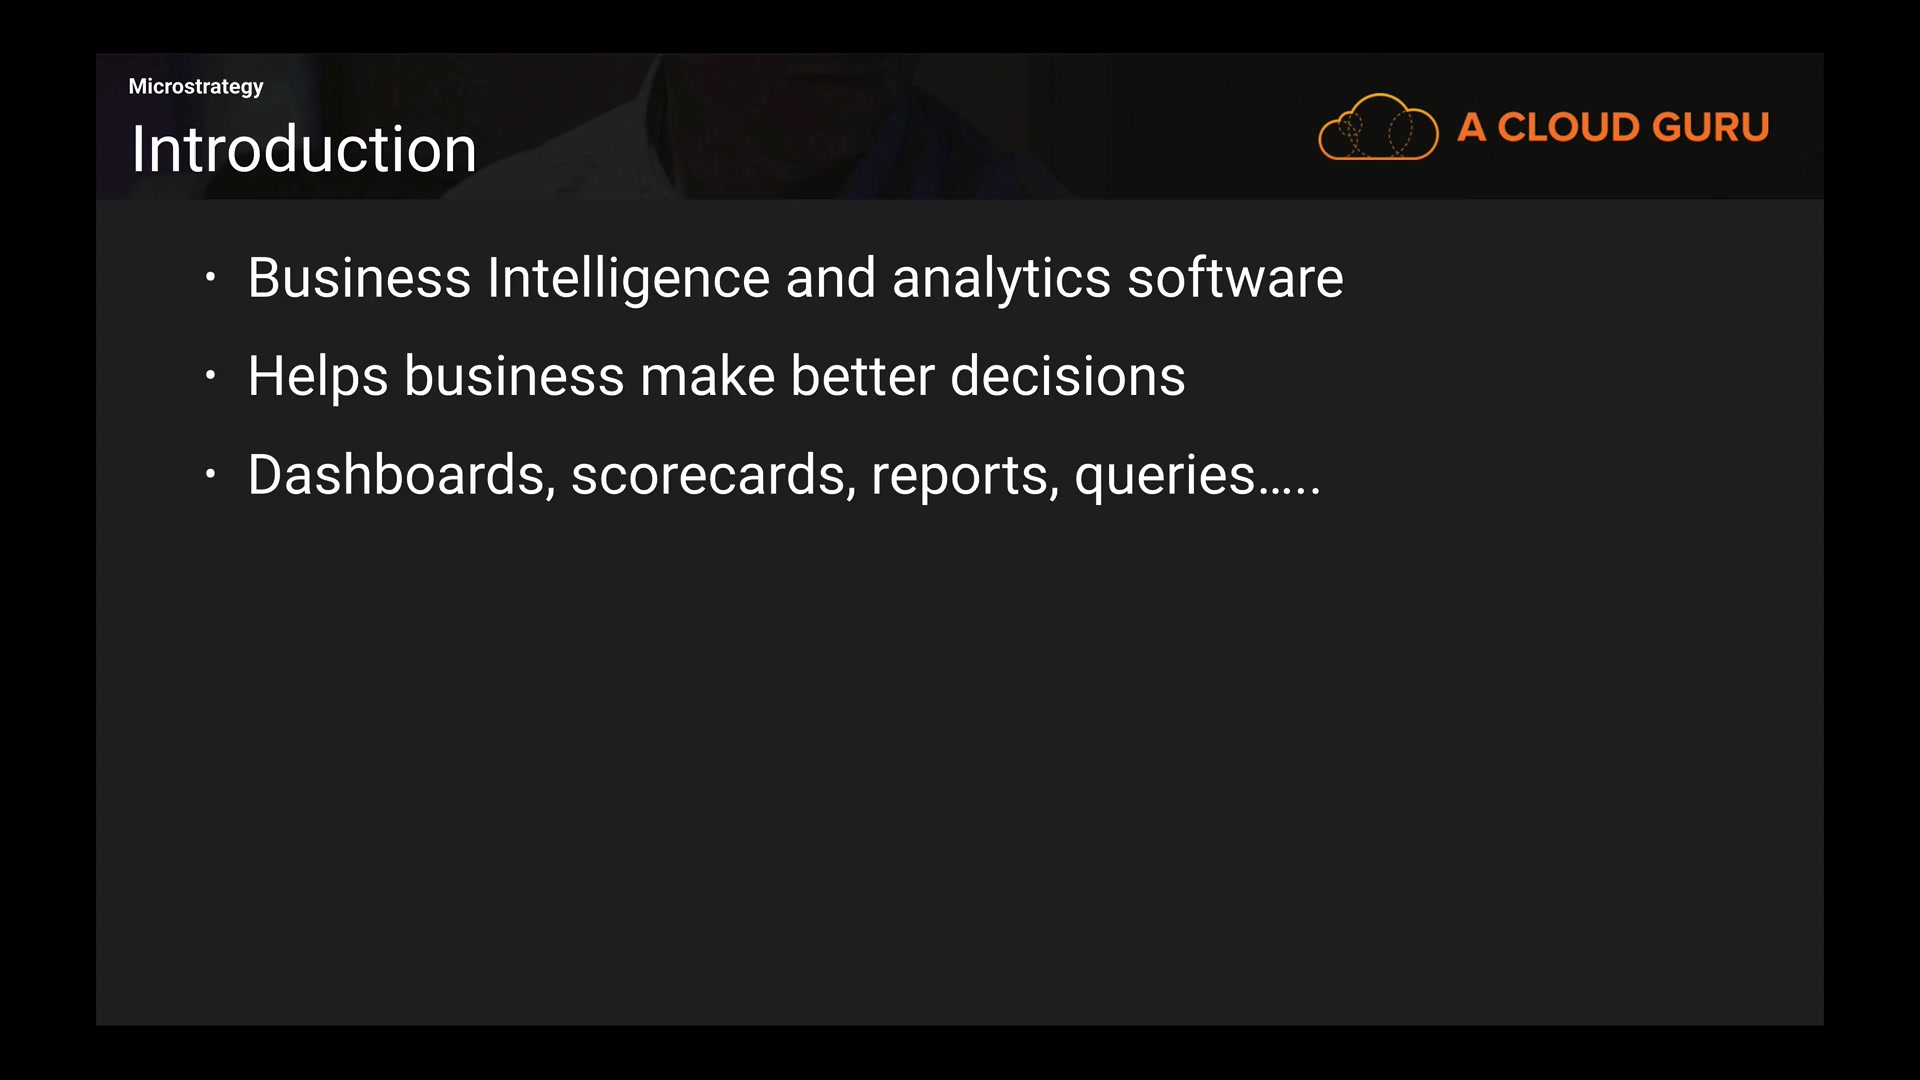 Microstrategy
Introduction
A CLOUD GURU
• Business Intelligence and analytics software
• Helps business make better decisions
• Dashboards, scorecards, reports, queries.....